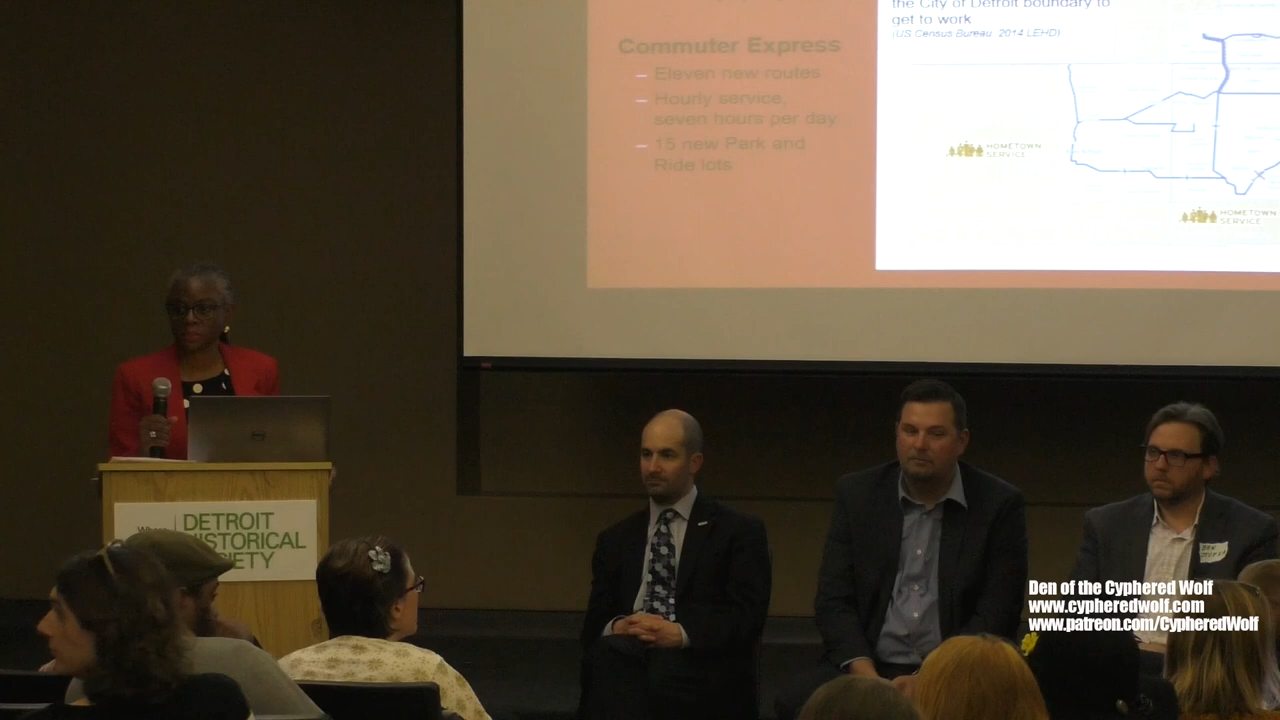 the City of Detroit boundary to
get to work
(US Census Bureau, 2014 LEHD)
Commuter Express
– Eleven new routes
– Hourly service,
seven hours per day
– 15 new Park and
Ride lots
HOMETOWN
SERVICE
HOMETOWN
SERVICE
DETROIT
HISTORICAL
IETY
BEN
Den of the Cyphered Wolf
www.cypheredwolf.com
www.patreon.com/CypheredWolf